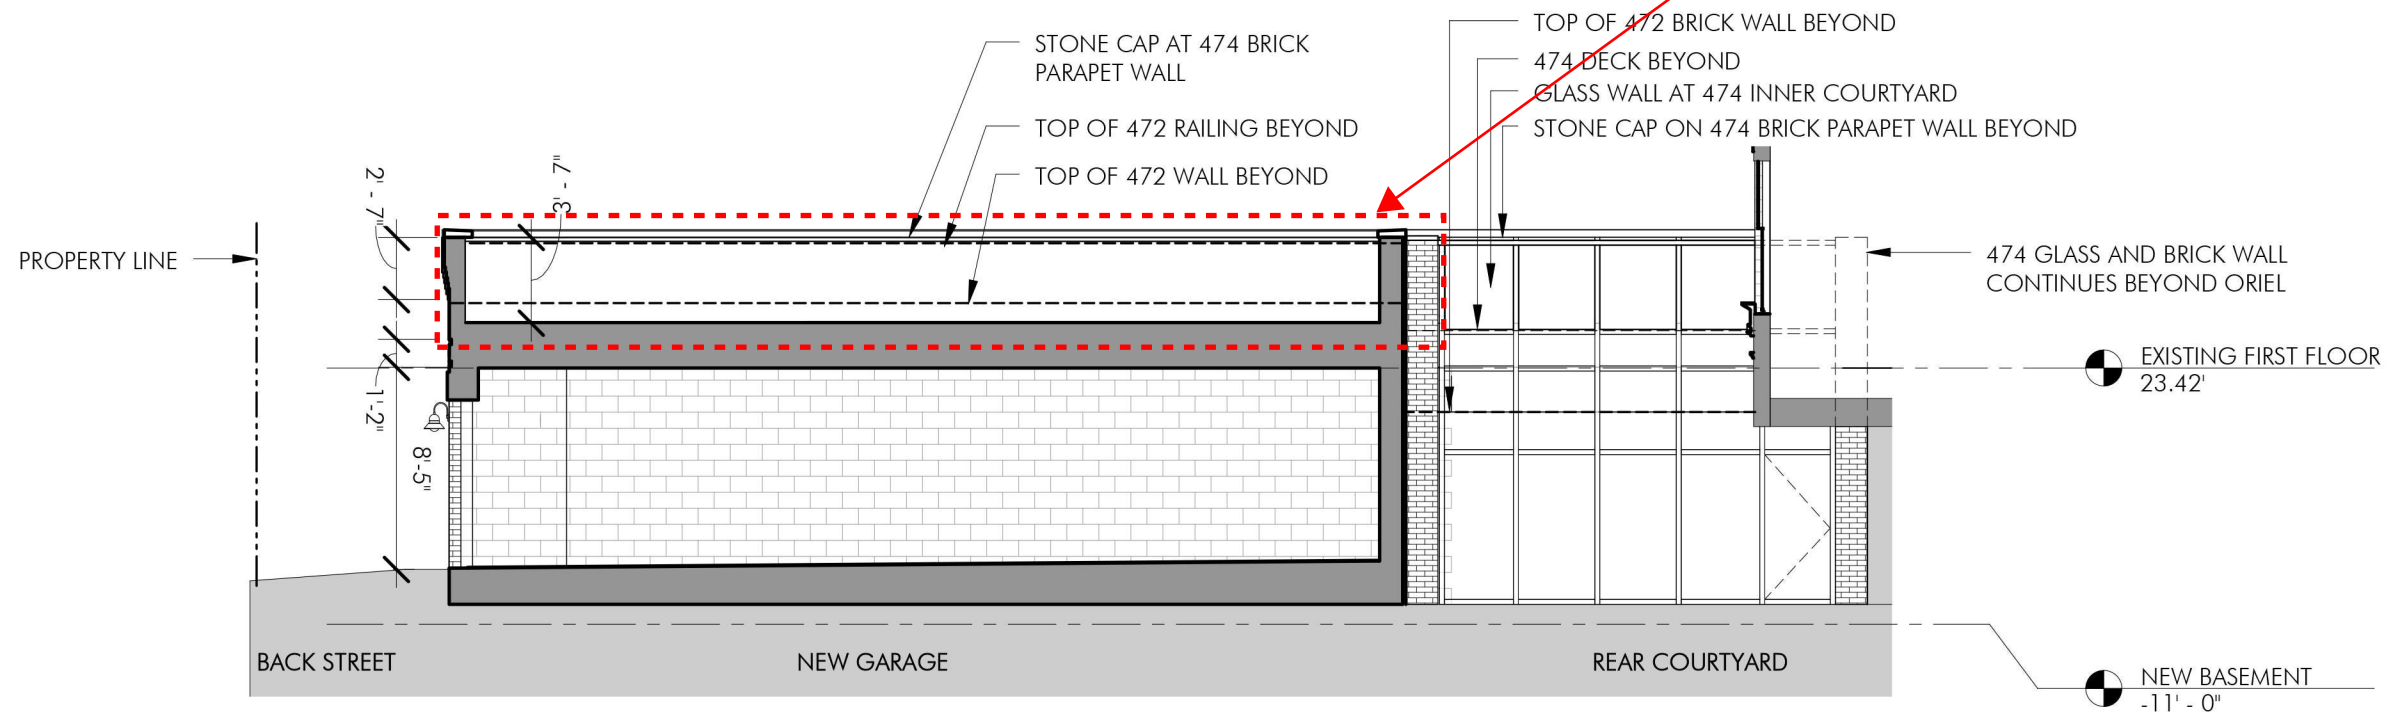 TOP OF 472 BRICK WALL BEYOND
STONE CAP AT 474 BRICK
PARAPET WALL
474 DECK BEYOND
GLASS WALL AT 474 INNER COURTYARD
TOP OF 472 RAILING BEYOND
STONE CAP ON 474 BRICK PARAPET WALL BEYOND
TOP OF 472 WALL BEYOND
2' - 7"
3' - 7"
PROPERTY LINE
474 GLASS AND BRICK WALL
CONTINUES BEYOND ORIEL
EXISTING FIRST FLOOR
23.42'
1'-2"
8'-5"
BACK STREET
NEW GARAGE
REAR COURTYARD
NEW BASEMENT
-11' - 0"